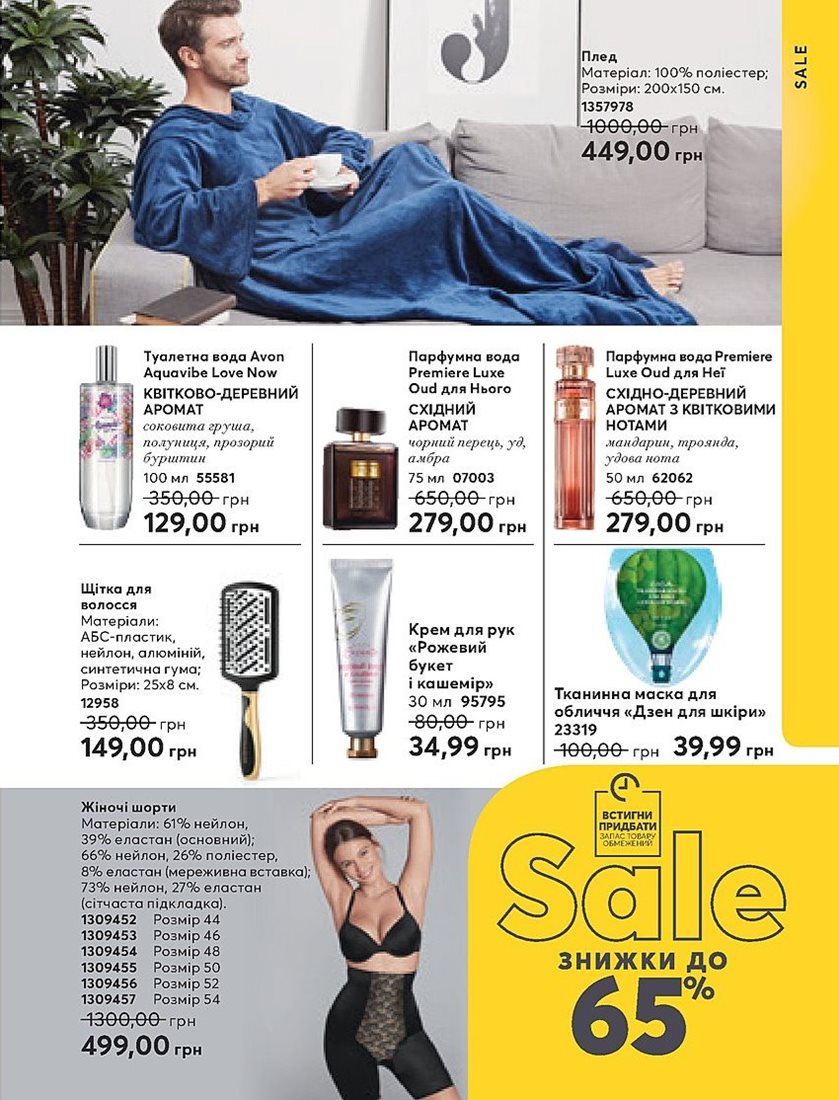 SALE
Плед
Матеріал: 100% поліестер;
Розміри: 200х150 см.
1357978
1000,00 грн
449,00 грн
Туалетна вода Avon
Aquavibe Love Now
КВІТКОВО-ДЕРЕВНИЙ
АРОМАТ
соковита груша,
полуниця, прозорий
бурштин
100 мл 55581
350,00 грн
129,00 грн
Парфумна вода
Premiere Luxe
Oud для Нього
СХІДНИЙ
АРОМАТ
чорний перець, уд,
амбра
75 мл 07003
650,00 грн
279,00 грн
Парфумна вода Premiere
Luxe Oud для Неї
СХІДНО-ДЕРЕВНИЙ
АРОМАТ З КВІТКОВИМИ
НОТАМИ
мандарин, троянда,
удова нота
50 мл 62062
650,00 грн
279,00 грн
Щітка для
волосся
Матеріали:
АБС-пластик,
нейлон, алюміній,
синтетична гума;
Розміри: 25х8 см.
12958
350,00 грн
149,00 грн
Крем для рук
«Рожевий
букет
і кашемір»
30 мл 95795
80,00 грн
34,99 грн
Тканинна маска для
обличчя «Дзен для шкіри»
23319
100,00 грн 39,99 грн
Жіночі шорти
Матеріали: 61% нейлон,
39% еластан (основний);
66% нейлон, 26% поліестер,
8% еластан (мереживна вставка);
73% нейлон, 27% еластан
(сітчаста підкладка).
1309452 Розмір 44
1309453 Розмір 46
1309454 Розмір 48
1309455 Розмір 50
1309456 Розмір 52
1309457 Розмір 54
1300,00 грн
499,00 грн
ВСТИГНИ
ПРИДБАТИ
ЗАПАС ТОВАРУ
ОБМЕЖЕНИЙ
Sale
ЗНИЖКИ ДО
65%